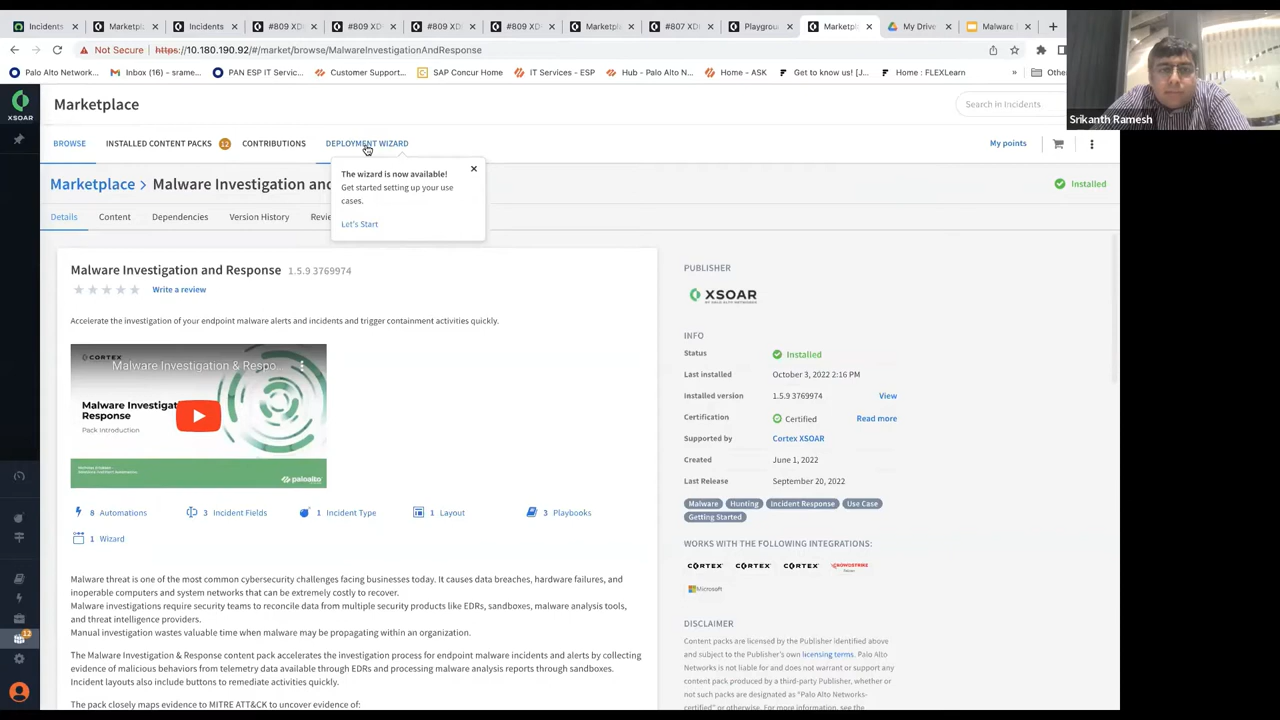 Incidents
Marketp
Incidents
#809 XD
#809 XD
#809 XD
#809 XD
Marketpl
#807 XD
Playgrou
Marketpl
My Drive
Malware
Not Secure
https://10.180.190.92/#/market/browse/MalwareInvestigationAndResponse
Palo Alto Network...
Inbox (16) – srame...
PAN ESP IT Servic...
Customer Support...
SAP Concur Home
IT Services - ESP
Hub - Palo Alto N...
Home - ASK
Get to know us! [J...
Home : FLEXLearn
»
Othe
XSOAR
Marketplace
Search in Incidents
Srikanth Ramesh
BROWSE
INSTALLED CONTENT PACKS 12
CONTRIBUTIONS
DEPLOYMENT WIZARD
My points
The wizard is now available!
Get started setting up your use
cases.
Let's Start
Marketplace > Malware Investigation and
Installed
Details
Content
Dependencies
Version History
Revie
Malware Investigation and Response 1.5.9 3769974
Write a review
Accelerate the investigation of your endpoint malware alerts and incidents and trigger containment activities quickly.
CORTEX
Malware Investigation & Respo...
Malware Investigat
Response
Pack Introduction
paloalto
8 Automations
3 Incident Fields
1 Incident Type
1 Layout
3 Playbooks
1 Wizard
Malware threat is one of the most common cybersecurity challenges facing businesses today. It causes data breaches, hardware failures, and
inoperable computers and system networks that can be extremely costly to recover.
Malware investigations require security teams to reconcile data from multiple security products like EDRs, sandboxes, malware analysis tools,
and threat intelligence providers.
Manual investigation wastes valuable time when malware may be propagating within an organization.
The Malware Investigation & Response content pack accelerates the investigation process for endpoint malware incidents and alerts by collecting
evidence of malicious behaviors from telemetry data available through EDRs and processing malware analysis reports through sandboxes.
Incident layouts also include buttons to remediate activities quickly.
The pack closely maps evidence to MITRE ATT&CK to uncover evidence of:
PUBLISHER
XSOAR
BY PALO ALTO NETWORKS
INFO
Status Installed
Last installed October 3, 2022 2:16 PM
Installed version 1.5.9 3769974 View
Certification Certified Read more
Supported by Cortex XSOAR
Created June 1, 2022
Last Release September 20, 2022
Malware Hunting Incident Response Use Case
Getting Started
WORKS WITH THE FOLLOWING INTEGRATIONS:
CORTEX CORTEX CORTEX CROWDSTRIKE
Microsoft
DISCLAIMER
Content packs are licensed by the Publisher identified above
and subject to the Publisher's own licensing terms. Palo Alto
Networks is not liable for and does not warrant or support any
content pack produced by a third-party Publisher, whether or
not such packs are designated as "Palo Alto Networks-
certified" or otherwise. For more information, see the
12